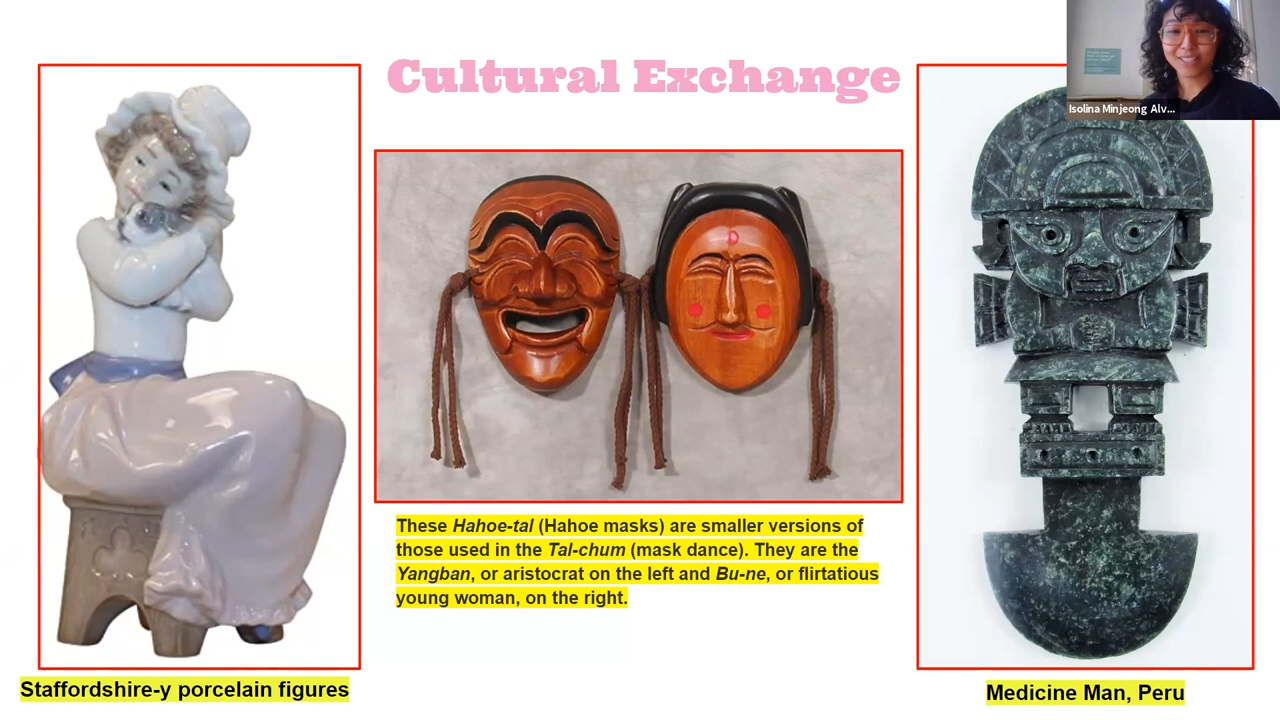 Cultural Exchange
Isolina Minjeong Alv...
These Hahoe-tal (Hahoe masks) are smaller versions of
those used in the Tal-chum (mask dance). They are the
Yangban, or aristocrat on the left and Bu-ne, or flirtatious
young woman, on the right.
Staffordshire-y porcelain figures
Medicine Man, Peru